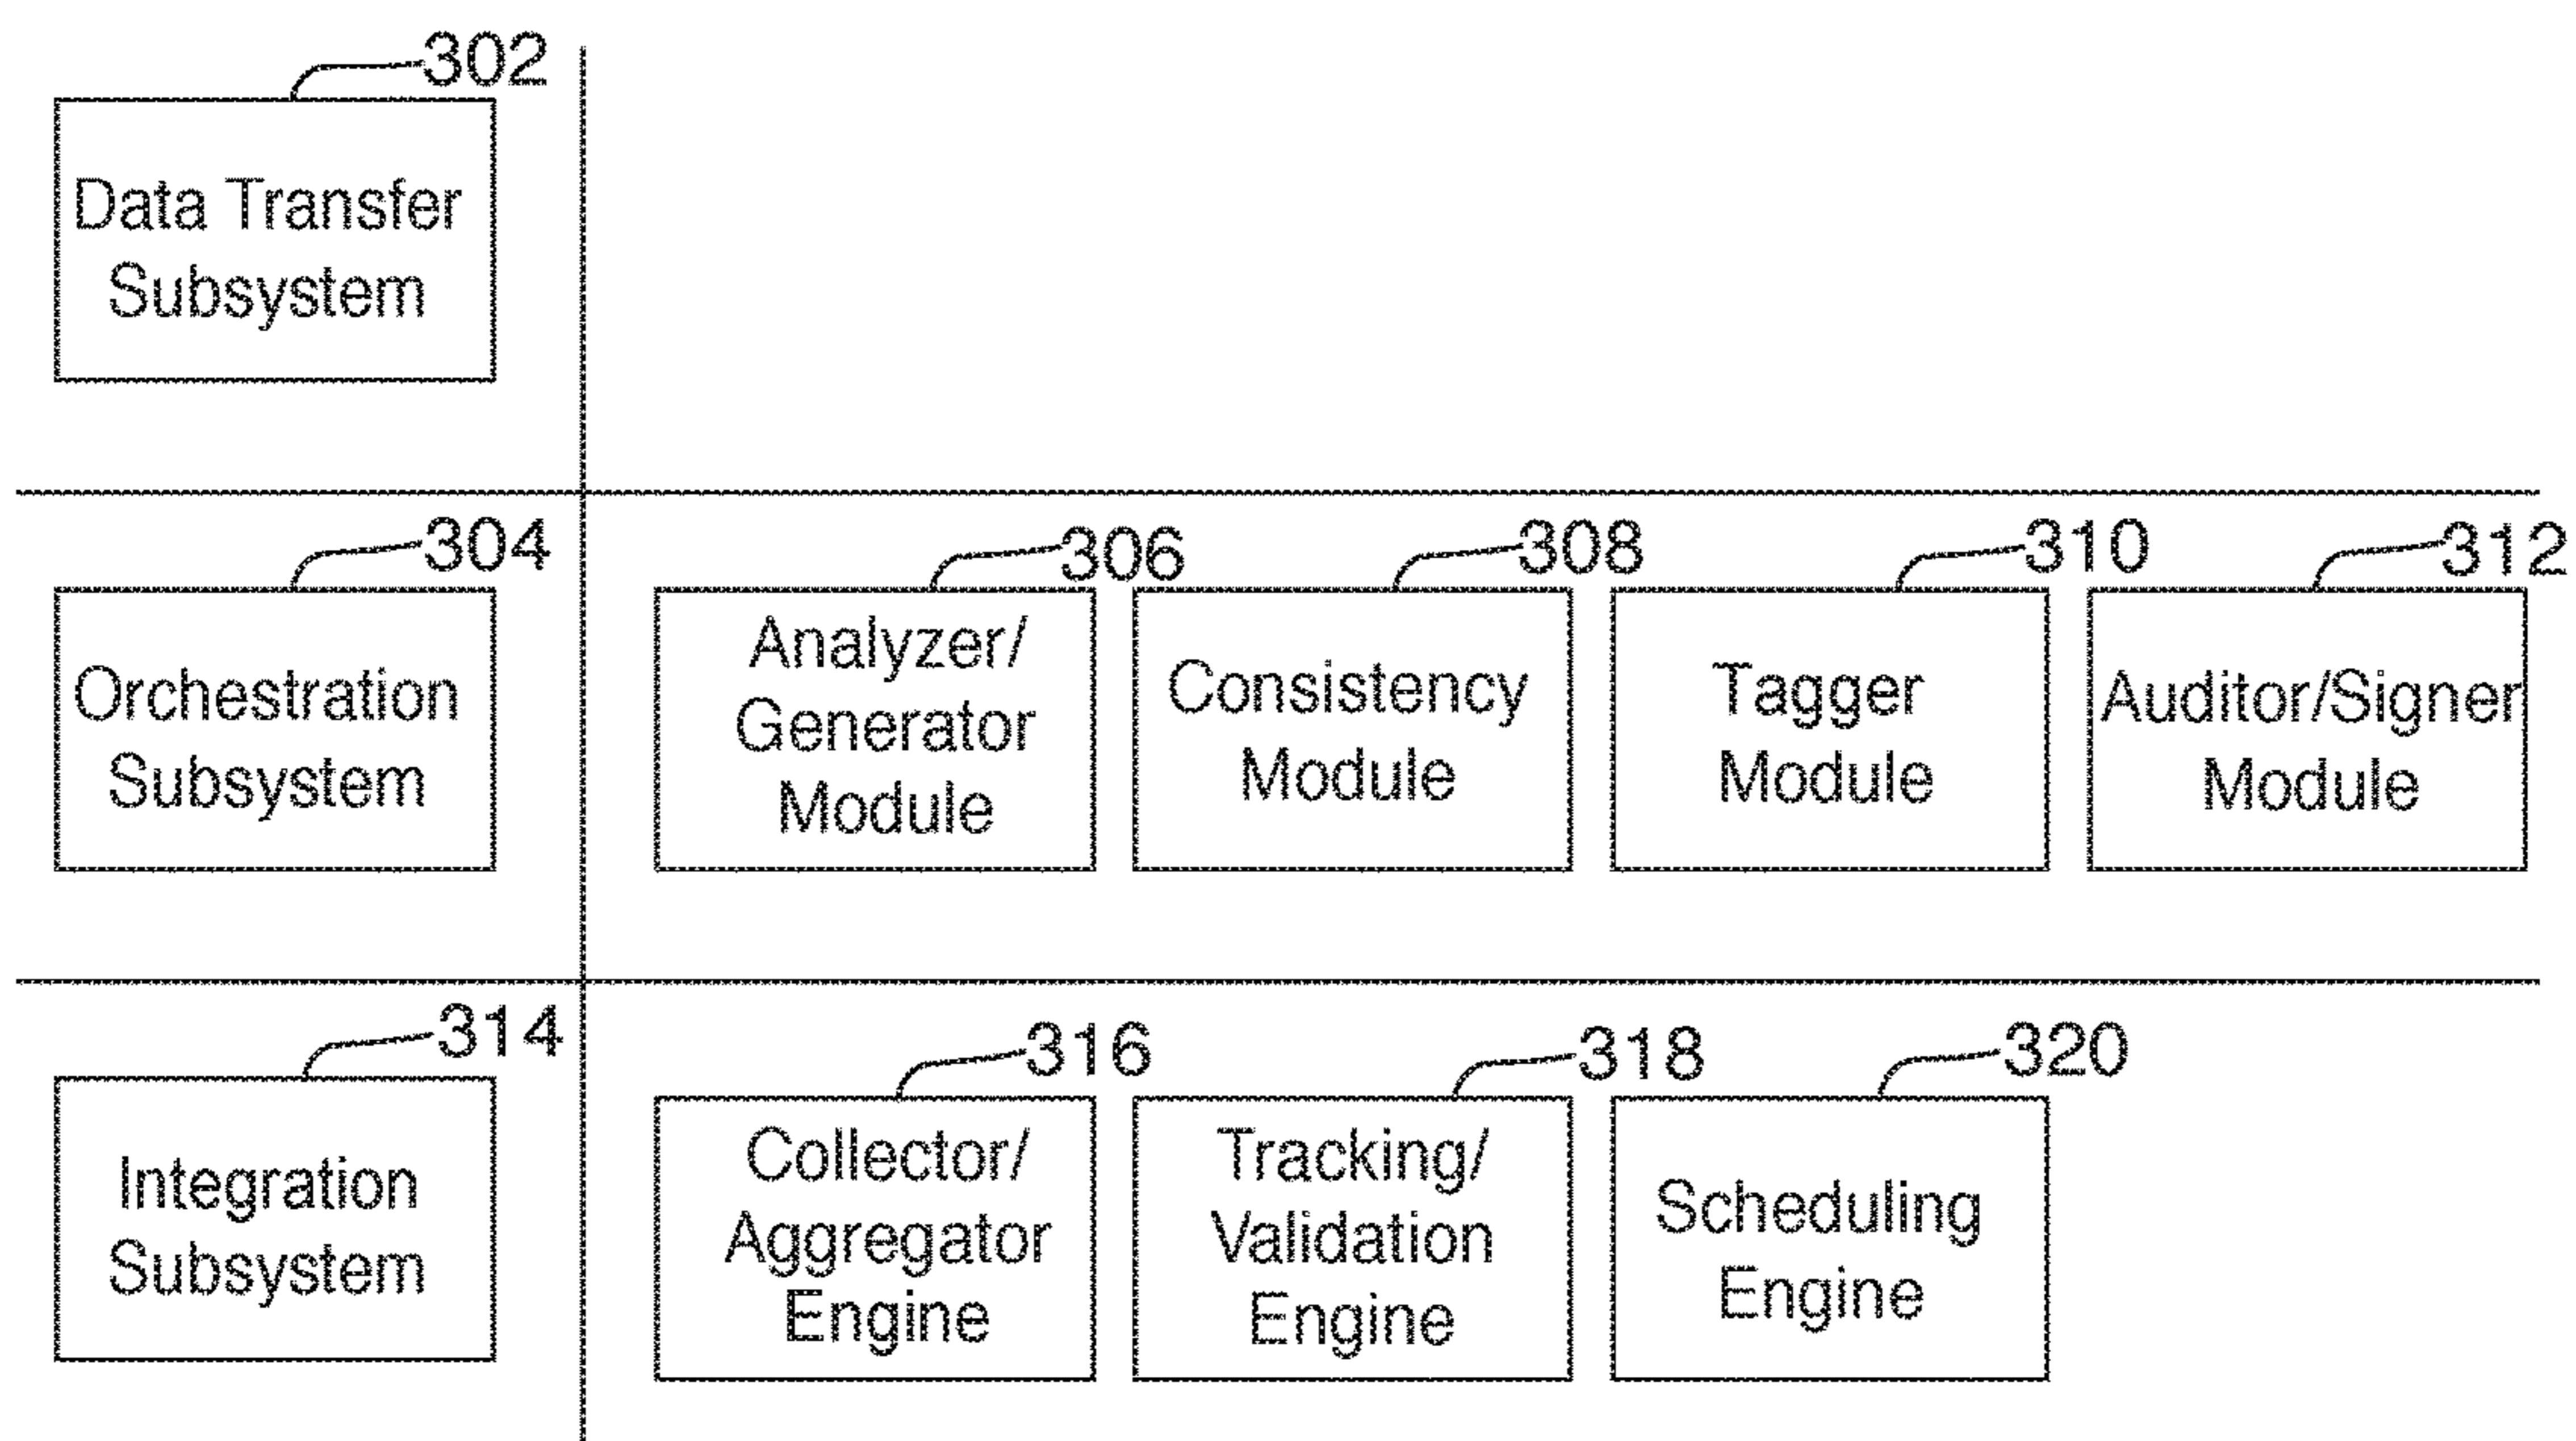 302
Data Transfer
Subsystem
304
Orchestration
Subsystem
306
Analyzer/
Generator
Module
308
Consistency
Module
310
Tagger
Module
312
Auditor/Signer
Module
314
Integration
Subsystem
316
Collector/
Aggregator
Engine
318
Tracking/
Validation
Engine
320
Scheduling
Engine